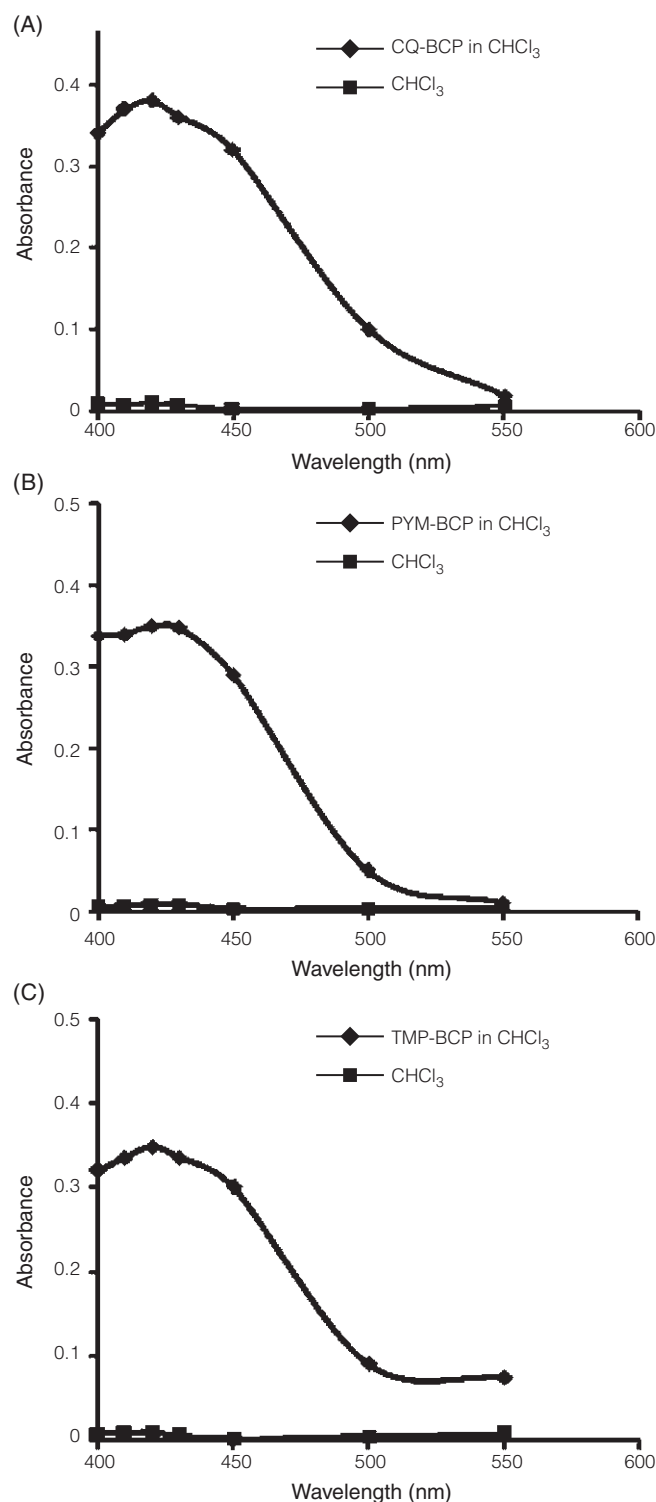 (A)
CQ-BCP in CHCl₃
CHCl₃
0.4
0.3
0.2
0.1
0
Absorbance
400 450 500 550 600
Wavelength (nm)
(B)
0.5
PYM-BCP in CHCl₃
CHCl₃
0.4
0.3
0.2
0.1
0
Absorbance
400 450 500 550 600
Wavelength (nm)
(C)
0.5
TMP-BCP in CHCl₃
CHCl₃
0.4
0.3
0.2
0.1
0
Absorbance
400 450 500 550 600
Wavelength (nm)